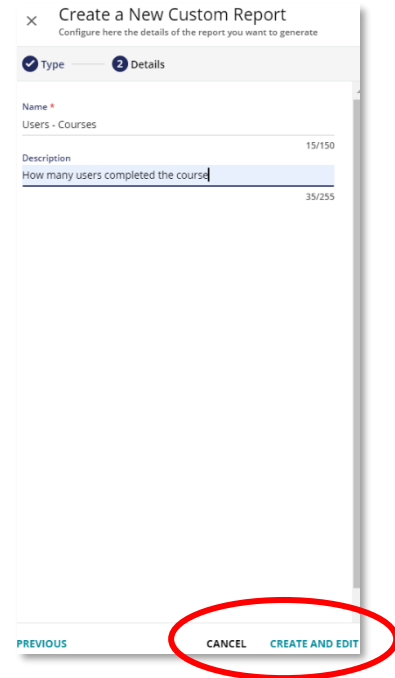 Create a New Custom Report
Configure here the details of the report you want to generate
Type 2 Details
Name *
Users - Courses
15/150
Description
How many users completed the course
35/255
PREVIOUS CANCEL CREATE AND EDIT